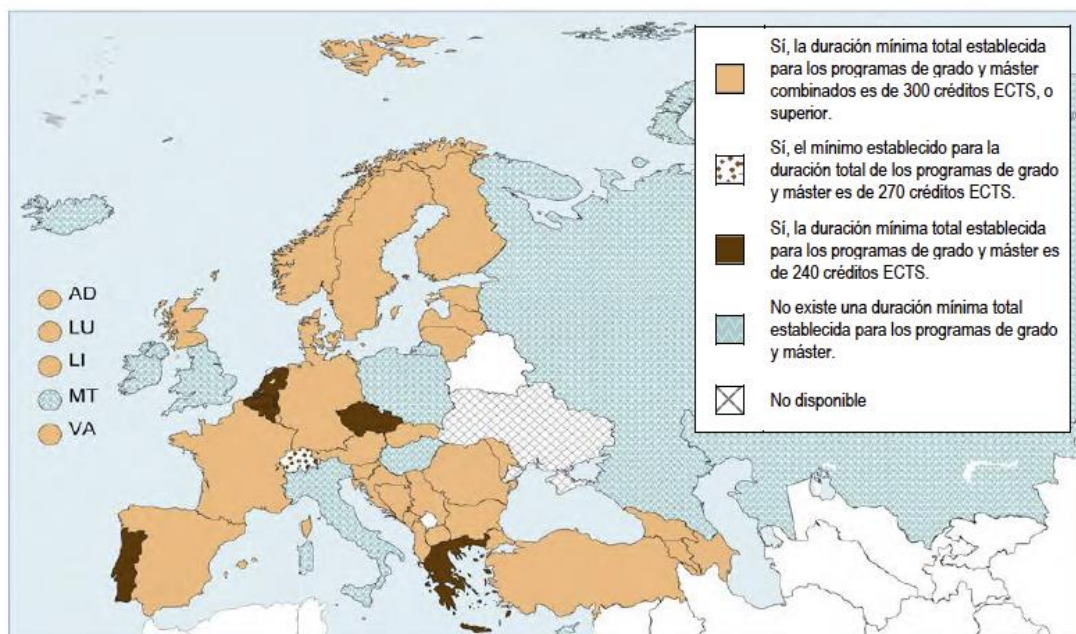 Sí, la duración mínima total establecida
para los programas de grado y máster
combinados es de 300 créditos ECTS, o
superior.
Sí, el mínimo establecido para la
duración total de los programas de grado
y máster es de 270 créditos ECTS.
Sí, la duración mínima total establecida
para los programas de grado y máster es
de 240 créditos ECTS.
No existe una duración mínima total
establecida para los programas de grado
y máster.
No disponible
AD
LU
LI
MT
VA